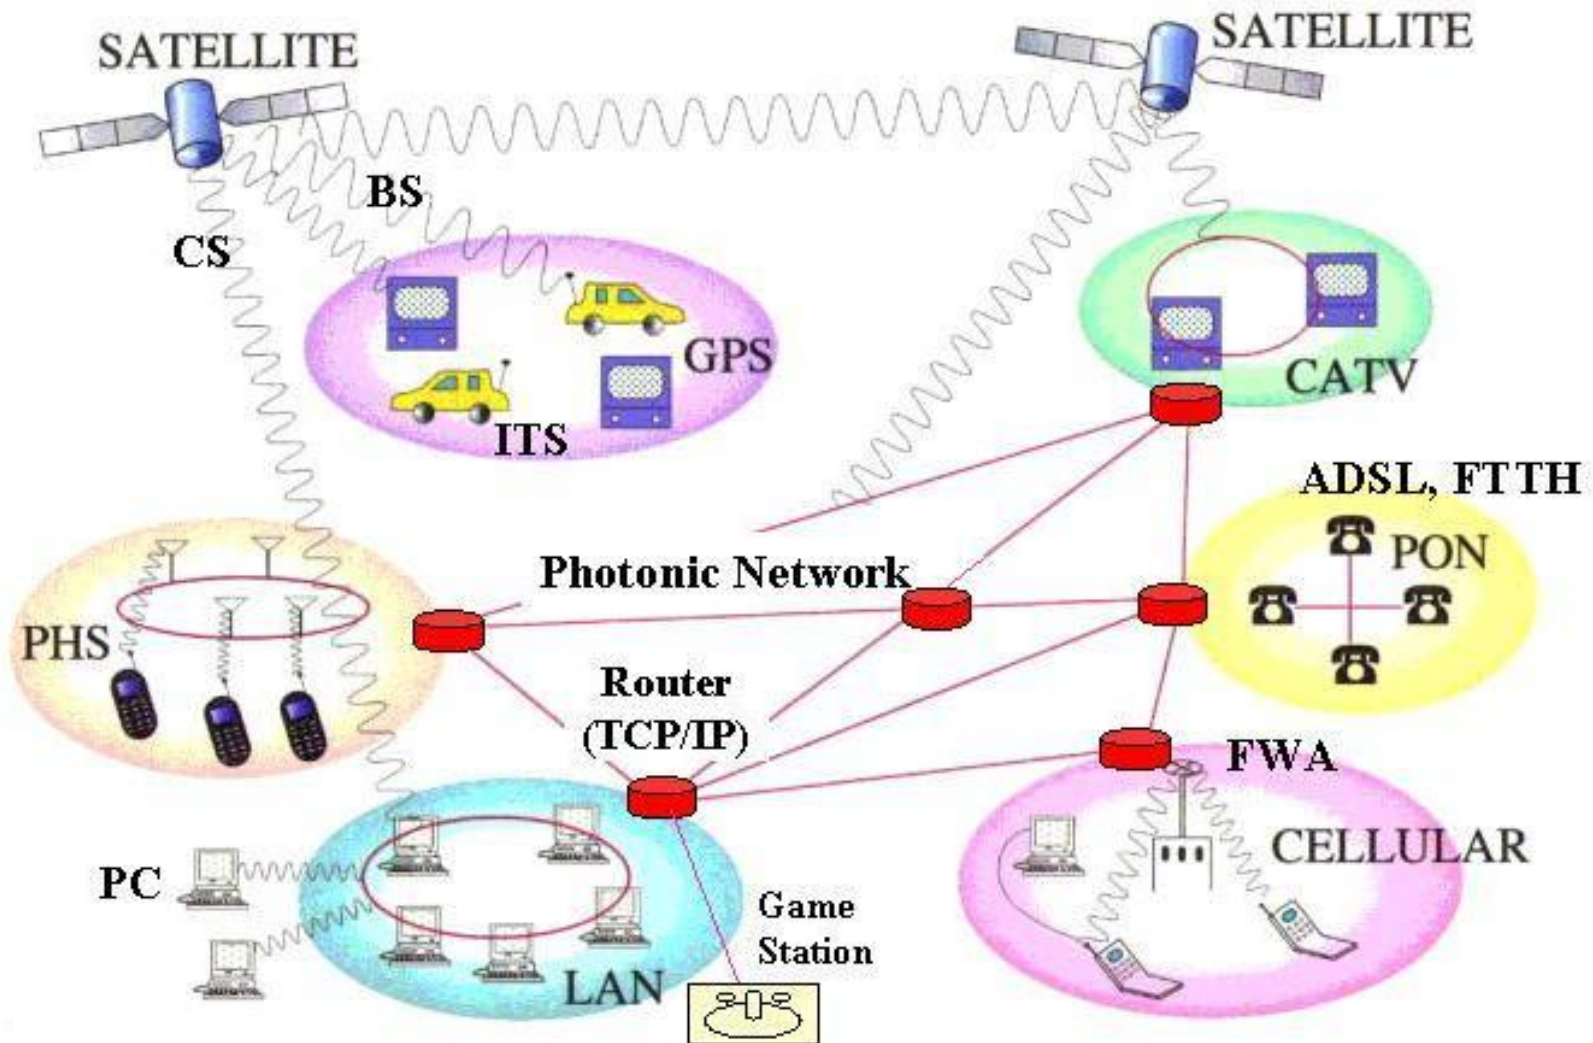 SATELLITE
SATELLITE
BS
CS
GPS
ITS
CATV
ADSL, FTTH
PON
Photonic Network
PHS
Router
(TCP/IP)
FWA
CELLULAR
PC
Game
Station
LAN